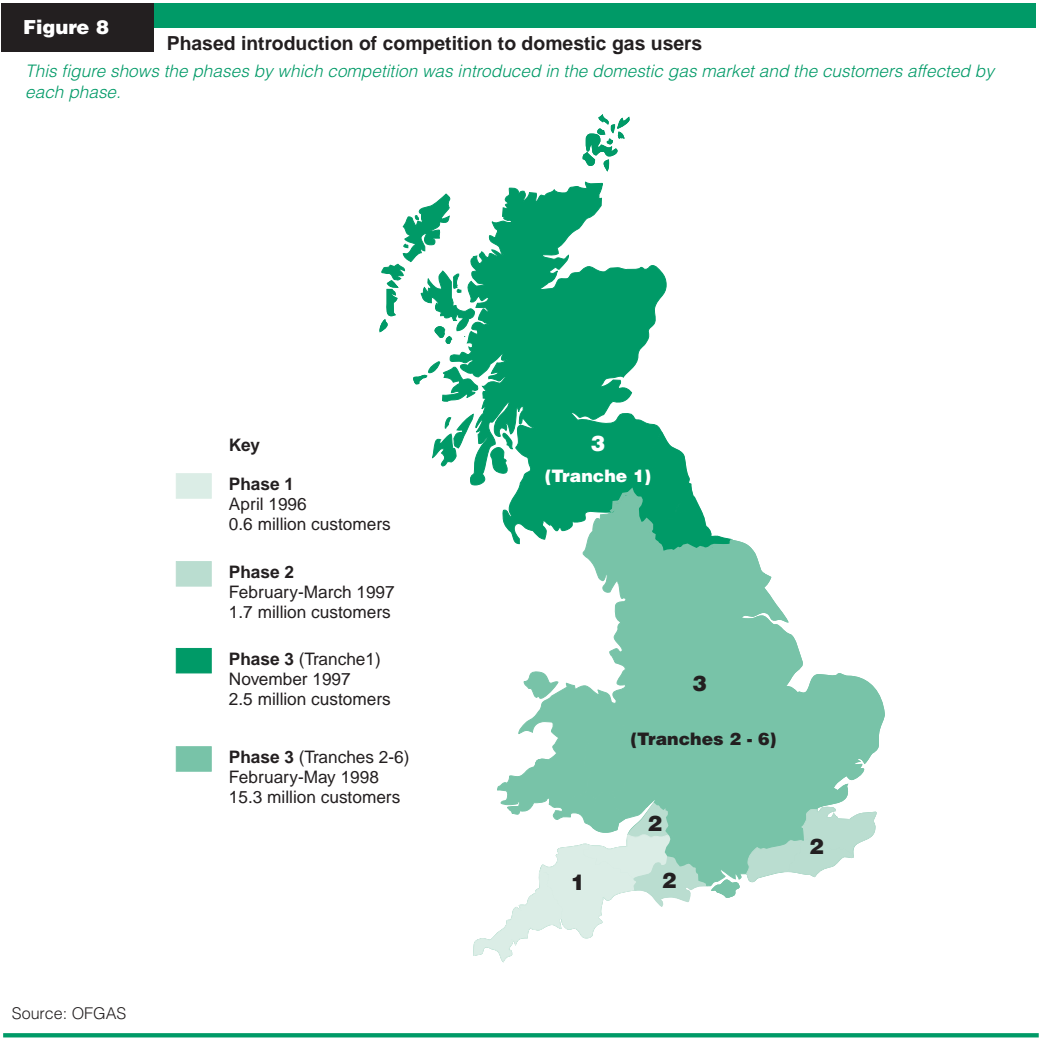 Figure 8
Phased introduction of competition to domestic gas users
This figure shows the phases by which competition was introduced in the domestic gas market and the customers affected by
each phase.
3
(Tranche 1)
Key
Phase 1
April 1996
0.6 million customers
Phase 2
February-March 1997
1.7 million customers
Phase 3 (Tranche1)
November 1997
2.5 million customers
Phase 3 (Tranches 2-6)
February-May 1998
15.3 million customers
3
(Tranches 2 - 6)
2
2
1
2
Source: OFGAS